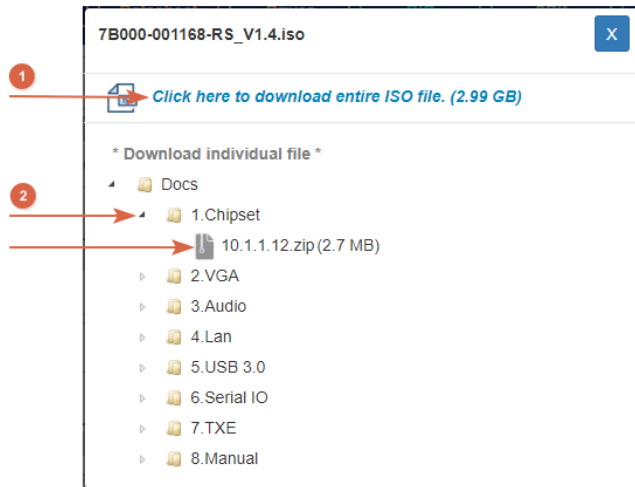 7B000-001168-RS_V1.4.iso
X
1
Click here to download entire ISO file. (2.99 GB)
* Download individual file *
Docs
2
1.Chipset
10.1.1.12.zip (2.7 MB)
2.VGA
3.Audio
4.Lan
5.USB 3.0
6.Serial IO
7.TXE
8.Manual